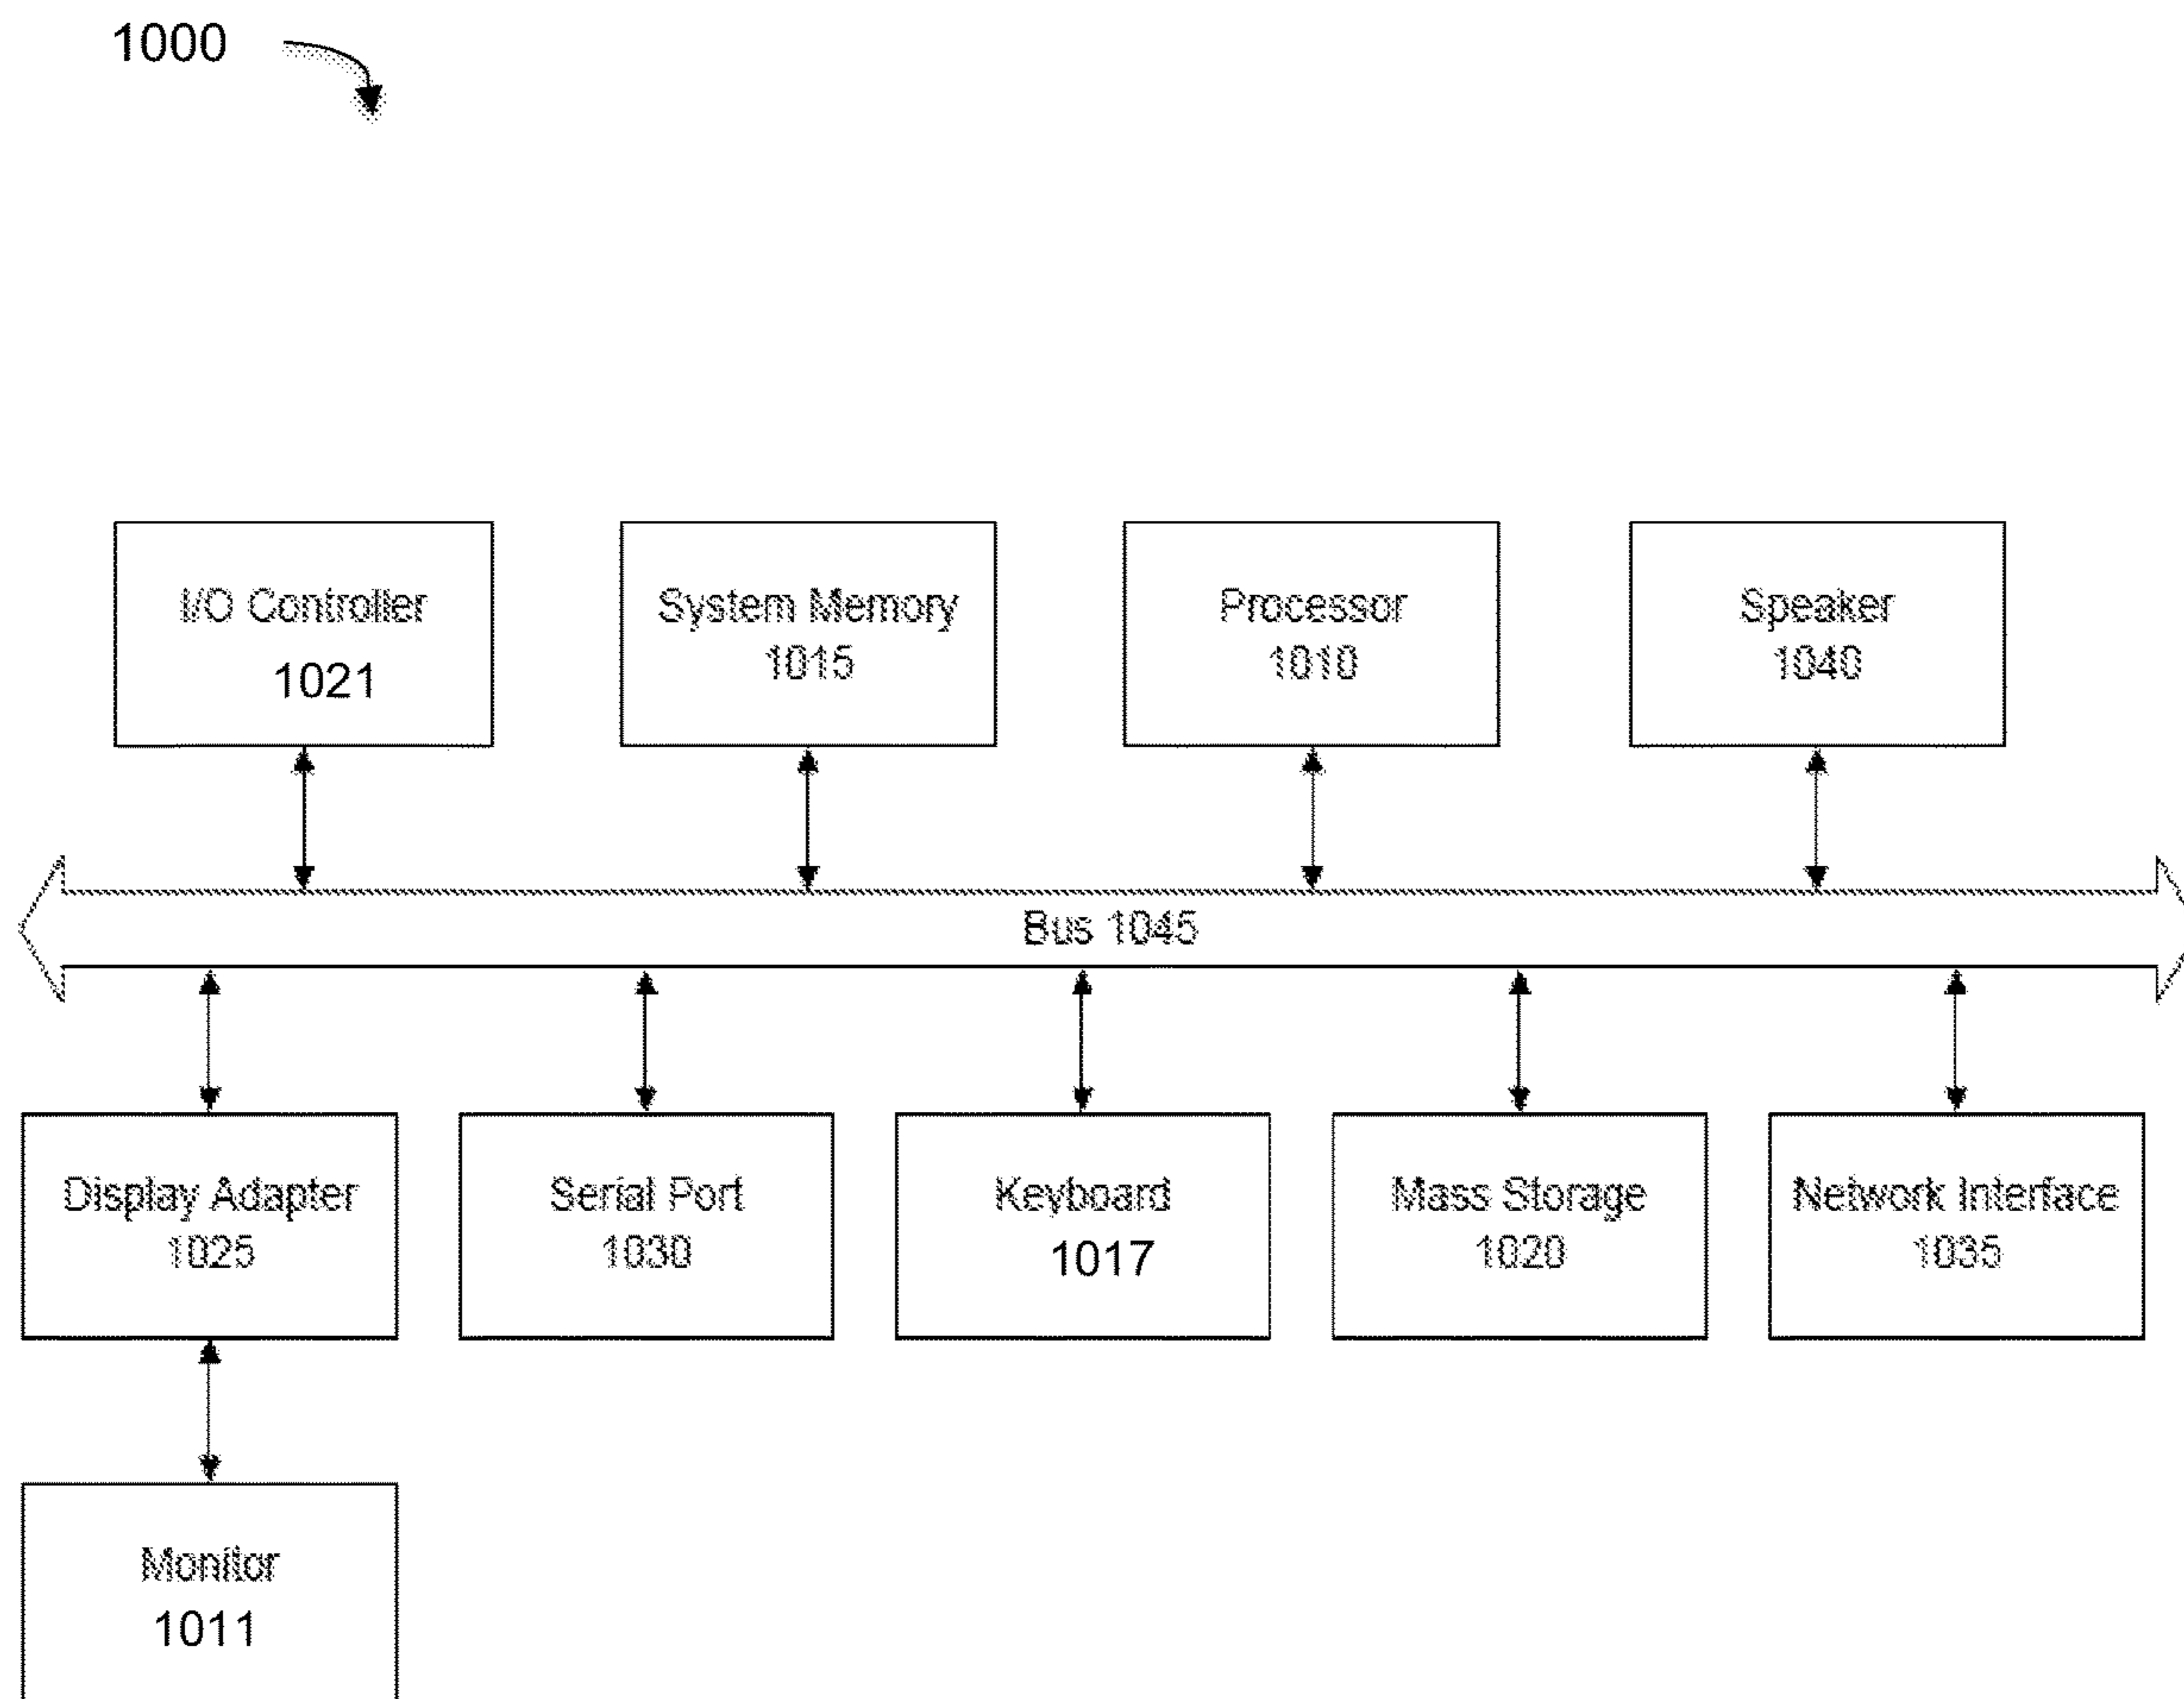 1000
I/O Controller
1021
System Memory
1015
Processor
1010
Speaker
1040
Bus 1045
Display Adapter
1025
Serial Port
1030
Keyboard
1017
Mass Storage
1020
Network Interface
1035
Monitor
1011